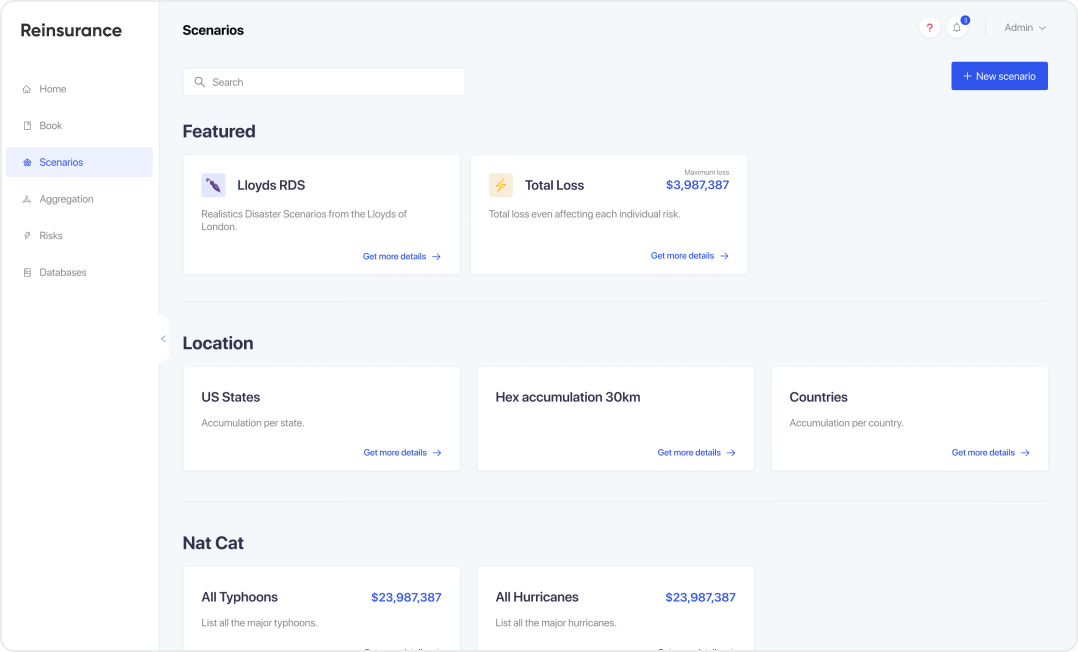 Reinsurance
Home
Book
Scenarios
Aggregation
Risks
Databases
Scenarios
?
3
Admin
Search
+ New scenario
Featured
Lloyds RDS
Realistics Disaster Scenarios from the Lloyds of
London.
Get more details →
Total Loss
Maximum loss
$3,987,387
Total loss even affecting each individual risk.
Get more details →
Location
US States
Accumulation per state.
Get more details →
Hex accumulation 30km
Get more details →
Countries
Accumulation per country.
Get more details →
Nat Cat
All Typhoons
$23,987,387
List all the major typhoons.
All Hurricanes
$23,987,387
List all the major hurricanes.